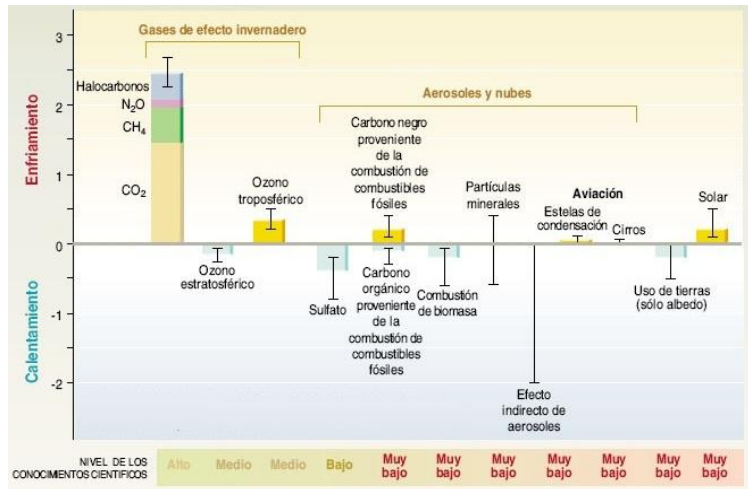 Gases de efecto invernadero
3
2
1
0
-1
-2
Enfriamiento
Calentamiento
Halocarbonos
N₂O
CH₄
CO₂
Ozono
troposférico
Ozono
estratosférico
Aerosoles y nubes
Carbono negro
proveniente
de la
combustión de
combustibles
fósiles
Sulfato
Carbono
orgánico
proveniente
de la
combustión de
combustibles
fósiles
Combustión
de biomasa
Partículas
minerales
Efecto
indirecto de
aerosoles
Aviación
Estelas de
condensación
Cirros
Uso de tierras
(sólo albedo)
Solar
NIVEL DE LOS
CONOCIMIENTOS CIENTIFICOS
Alto
Medio
Medio
Bajo
Muy
bajo
Muy
bajo
Muy
bajo
Muy
bajo
Muy
bajo
Muy
bajo
Muy
bajo
Muy
bajo